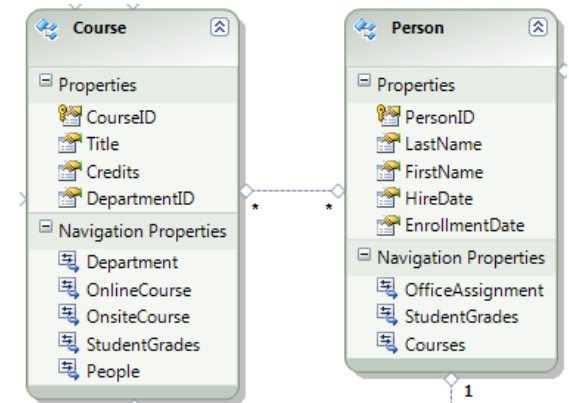 Course
Properties
CourseID
Title
Credits
DepartmentID
Navigation Properties
Department
OnlineCourse
OnsiteCourse
StudentGrades
People
*
*
Person
Properties
PersonID
LastName
FirstName
HireDate
EnrollmentDate
Navigation Properties
OfficeAssignment
StudentGrades
Courses
1